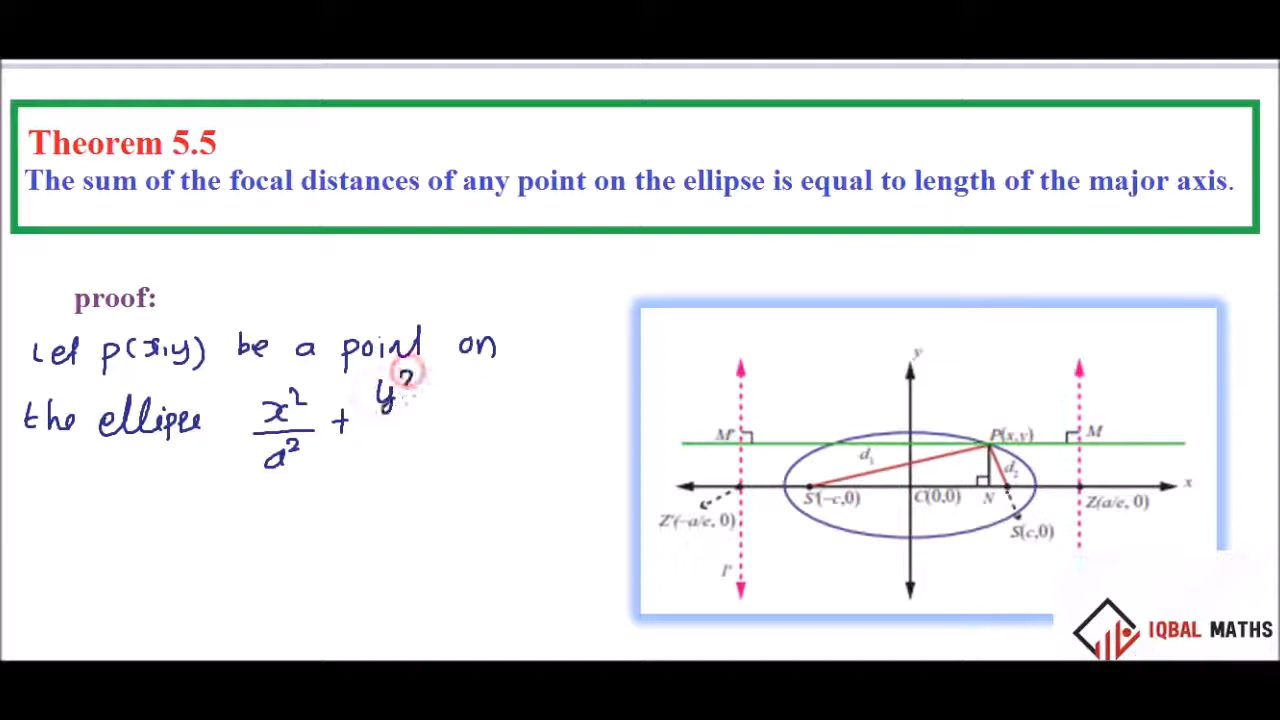 Theorem 5.5
The sum of the focal distances of any point on the ellipse is equal to length of the major axis.
proof:
Let p(x,y) be a point on
the ellipse x²/a² + y²
y
M' P(x,y) M
d₁ d₂
S'(-c,0) C(0,0) N x
Z'(-a/e, 0) S(c,0) Z(a/e, 0)
l'
IQBAL MATHS